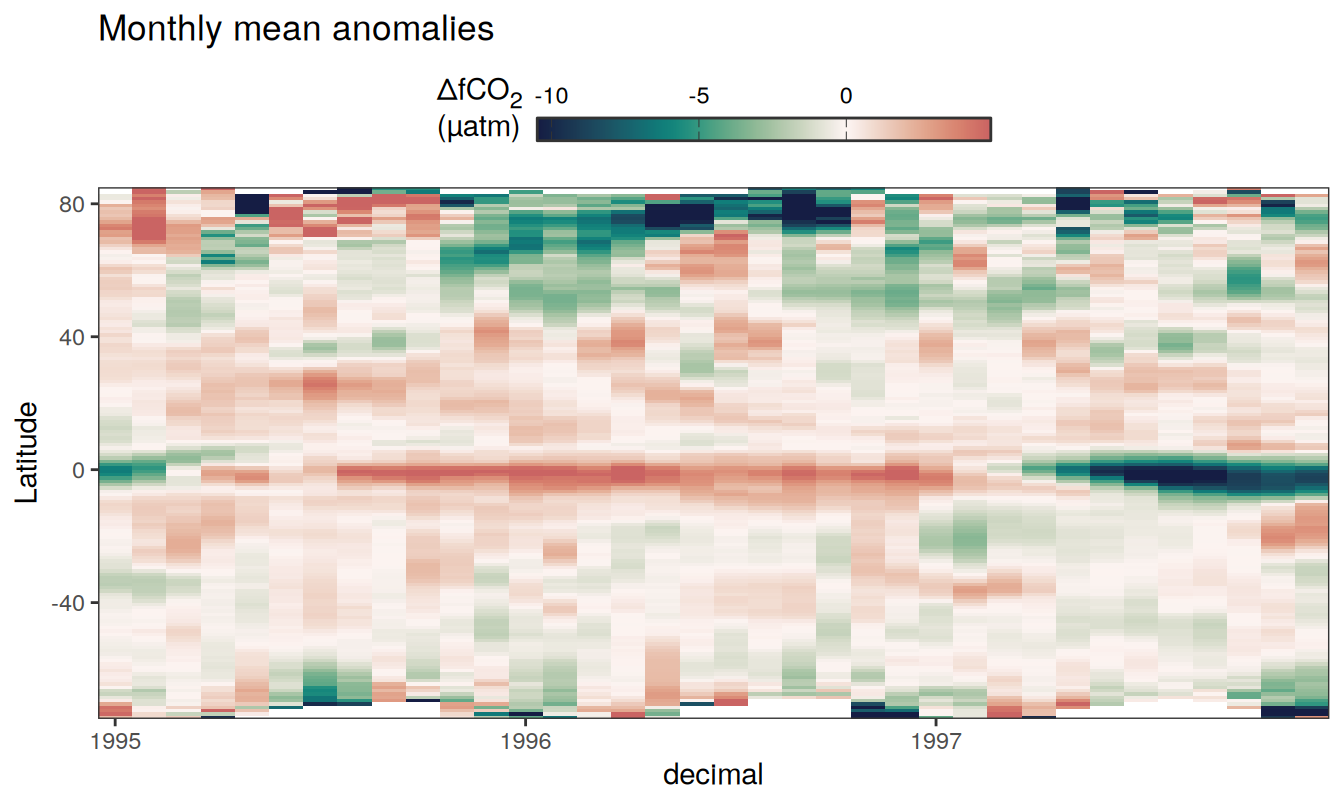 Monthly mean anomalies
ΔfCO₂ -10 -5 0
(µatm)
80
40
0
-40
Latitude
1995 1996 1997
decimal